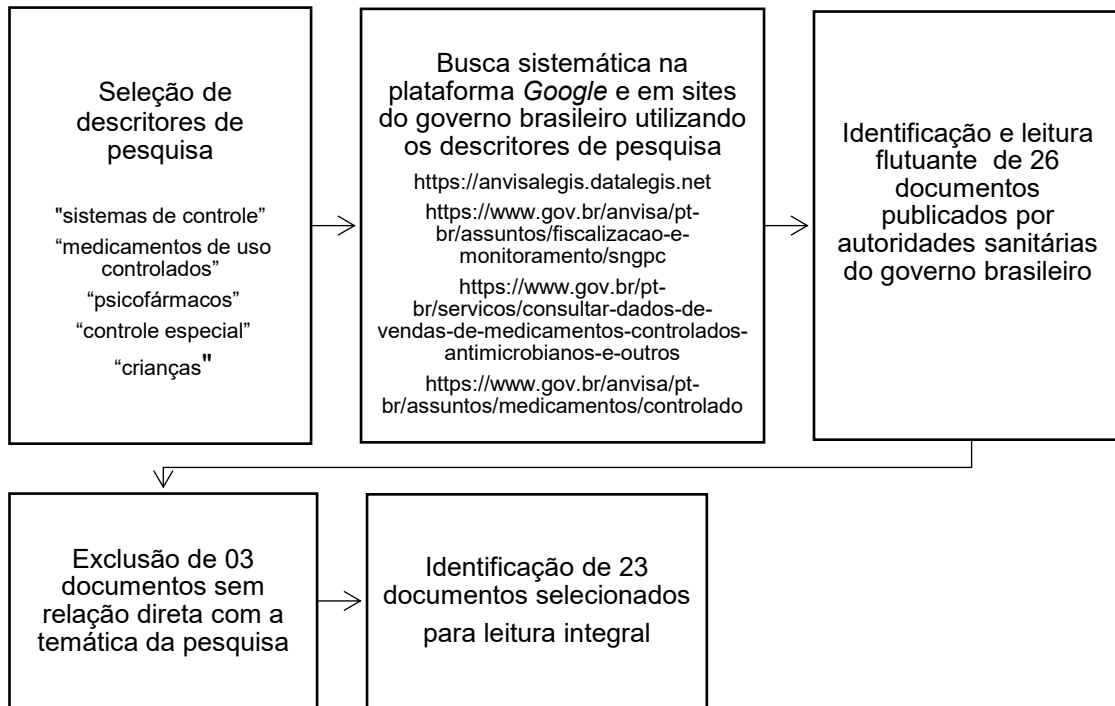 Seleção de
descritores de
pesquisa
"sistemas de controle”
“medicamentos de uso
controlados”
“psicofármacos”
“controle especial”
“crianças"
Busca sistemática na
plataforma Google e em sites
do governo brasileiro utilizando
os descritores de pesquisa
https://anvisalegis.datalegis.net
https://www.gov.br/anvisa/pt-
br/assuntos/fiscalizacao-e-
monitoramento/sngpc
https://www.gov.br/pt-
br/servicos/consultar-dados-de-
vendas-de-medicamentos-controlados-
antimicrobianos-e-outros
https://www.gov.br/anvisa/pt-
br/assuntos/medicamentos/controlado
Identificação e leitura
flutuante de 26
documentos
publicados por
autoridades sanitárias
do governo brasileiro
Exclusão de 03
documentos sem
relação direta com a
temática da pesquisa
Identificação de 23
documentos selecionados
para leitura integral